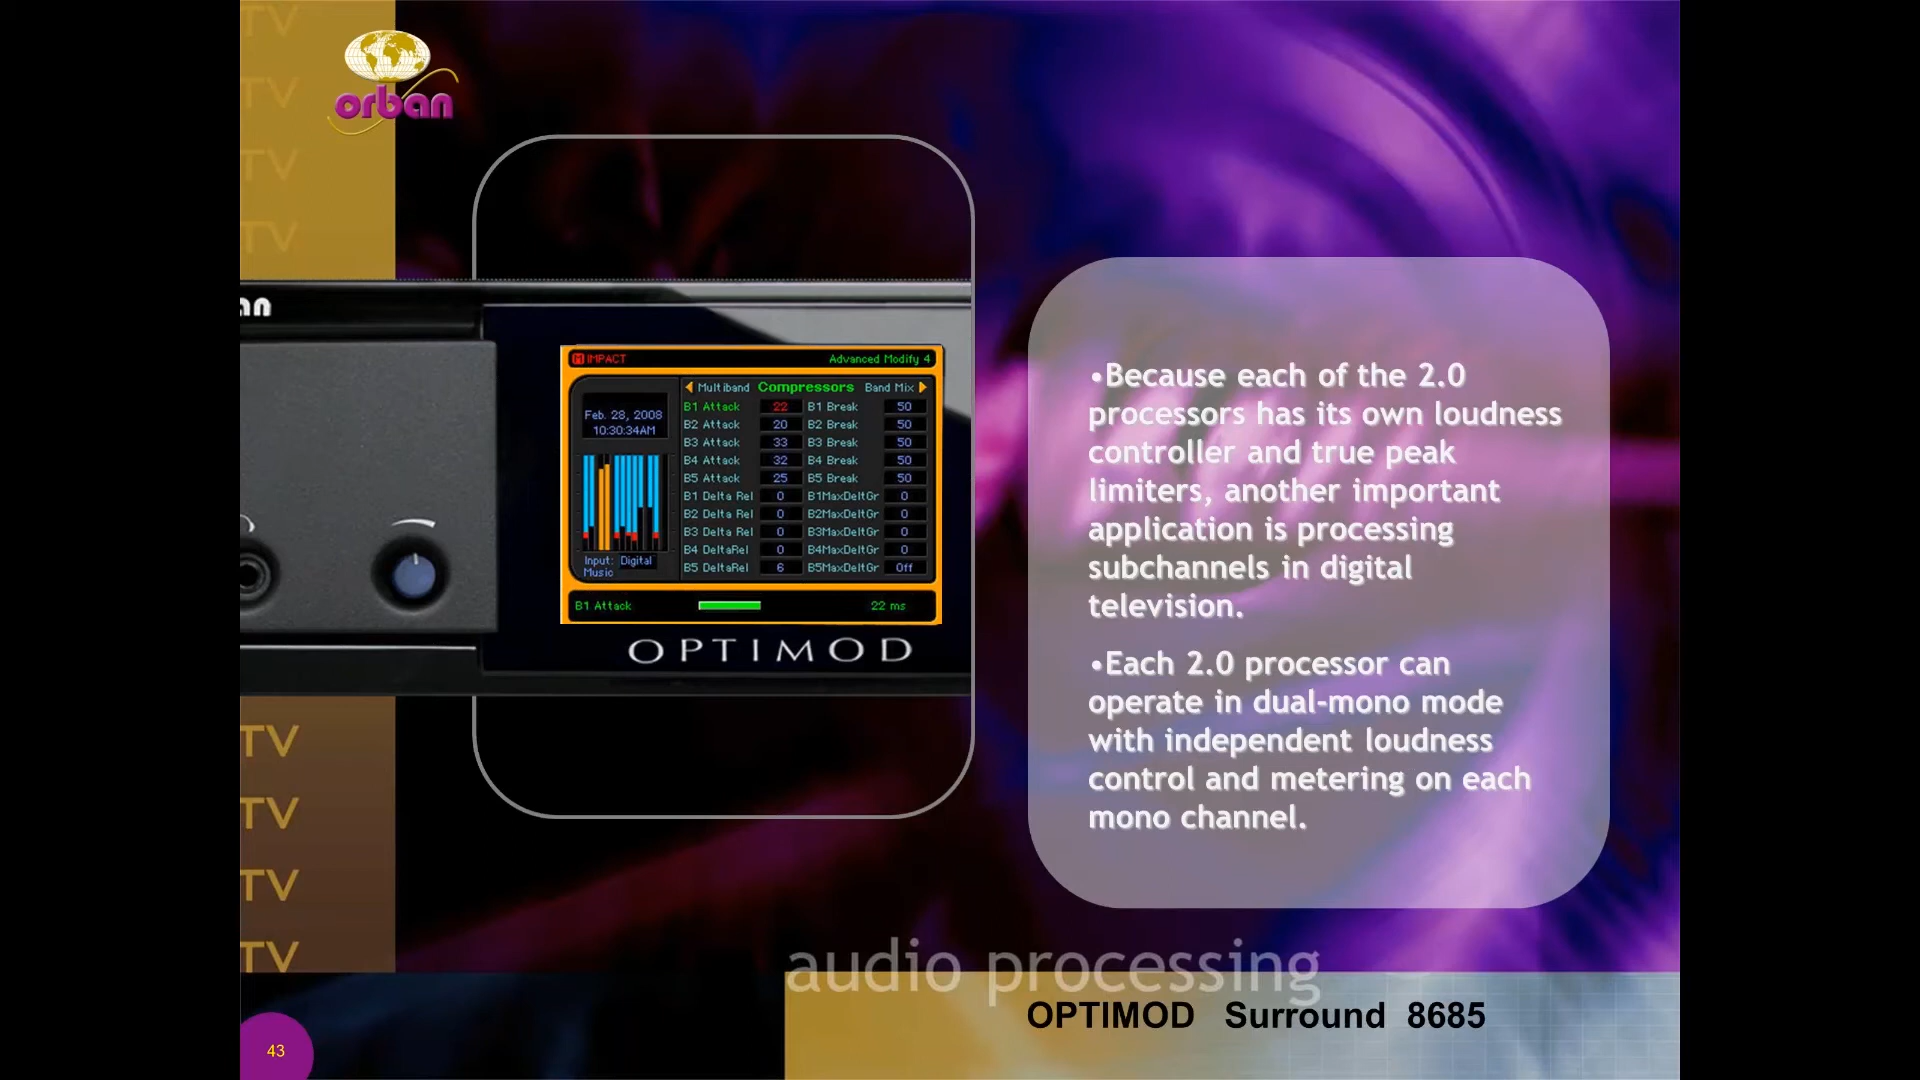 TV
TV
TV
TV
orban
an
M IMPACT
Advanced Modify 4
Multiband Compressors Band Mix
Feb. 28, 2008
10:30:34AM
B1 Attack 22 B1 Break 50
B2 Attack 20 B2 Break 50
B3 Attack 33 B3 Break 50
B4 Attack 32 B4 Break 50
B5 Attack 25 B5 Break 50
B1 Delta Rel 0 B1MaxDeltGr 0
B2 Delta Rel 0 B2MaxDeltGr 0
B3 Delta Rel 0 B3MaxDeltGr 0
B4 DeltaRel 0 B4MaxDeltGr 0
B5 DeltaRel 6 B5MaxDeltGr Off
Input: Digital
Music
B1 Attack 22 ms
OPTIMOD
•Because each of the 2.0
processors has its own loudness
controller and true peak
limiters, another important
application is processing
subchannels in digital
television.
•Each 2.0 processor can
operate in dual-mono mode
with independent loudness
control and metering on each
mono channel.
TV
TV
TV
TV
audio processing
OPTIMOD Surround 8685
43